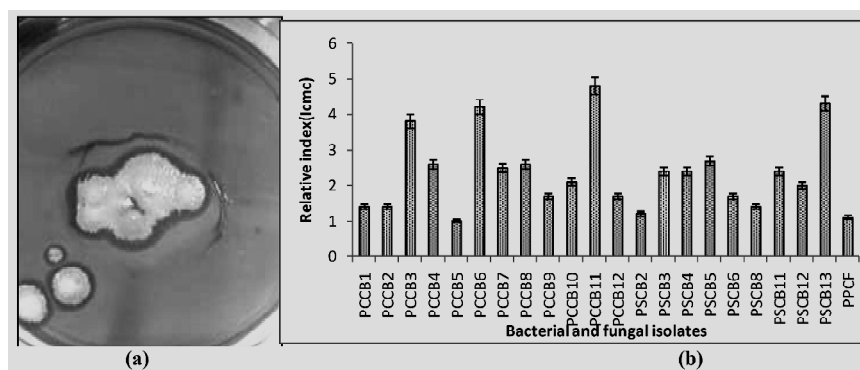 6
5
4
3
2
1
0
Relative index(Icmc)
PCCB1
PCCB2
PCCB3
PCCB4
PCCB5
PCCB6
PCCB7
PCCB8
PCCB9
PCCB10
PCCB11
PCCB12
PSCB2
PSCB3
PSCB4
PSCB5
PSCB6
PSCB8
PSCB11
PSCB12
PSCB13
PPCF
Bacterial and fungal isolates
(a)
(b)